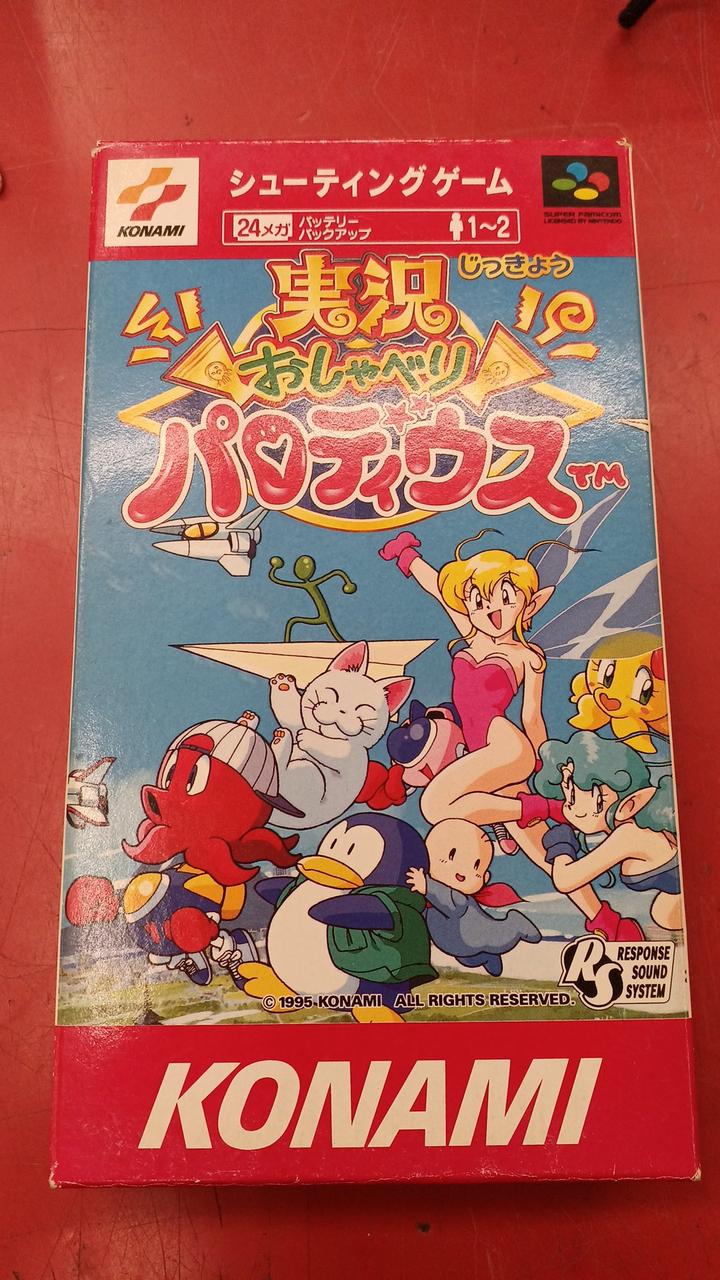 KONAMI
シューティングゲーム
24メガ バッテリーバックアップ 1~2
SUPER FAMICOM
LICENSED BY NINTENDO
じっきょう
実況
おしゃべり
パロディウス TM
RS RESPONSE
SOUND
SYSTEM
© 1995 KONAMI ALL RIGHTS RESERVED.
KONAMI